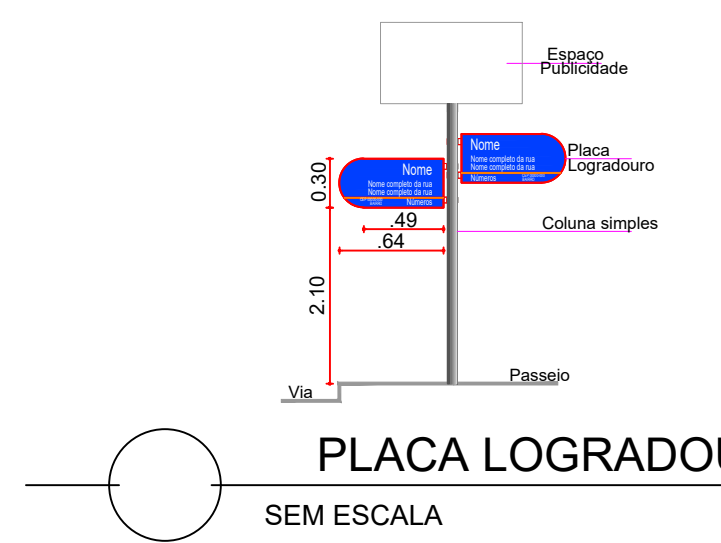 Espaço
Publicidade
Nome
Nome completo da rua
Nome completo da rua
Números
Placa
Logradouro
Nome
Nome completo da rua
Nome completo da rua
Números
0.30
.49
.64
Coluna simples
2.10
Passeio
Via
PLACA LOGRADOU
SEM ESCALA